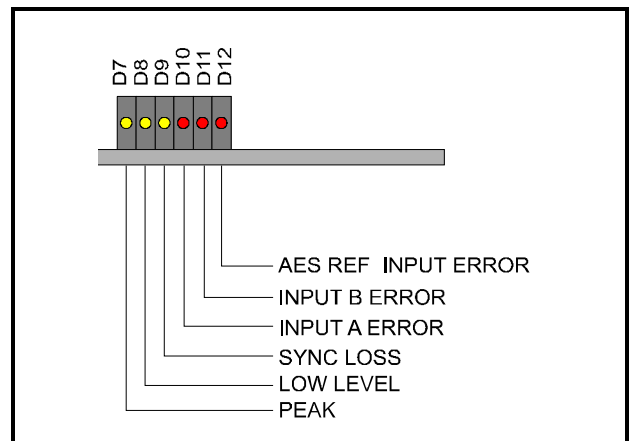 D7
D8
D9
D10
D11
D12
AES REF INPUT ERROR
INPUT B ERROR
INPUT A ERROR
SYNC LOSS
LOW LEVEL
PEAK